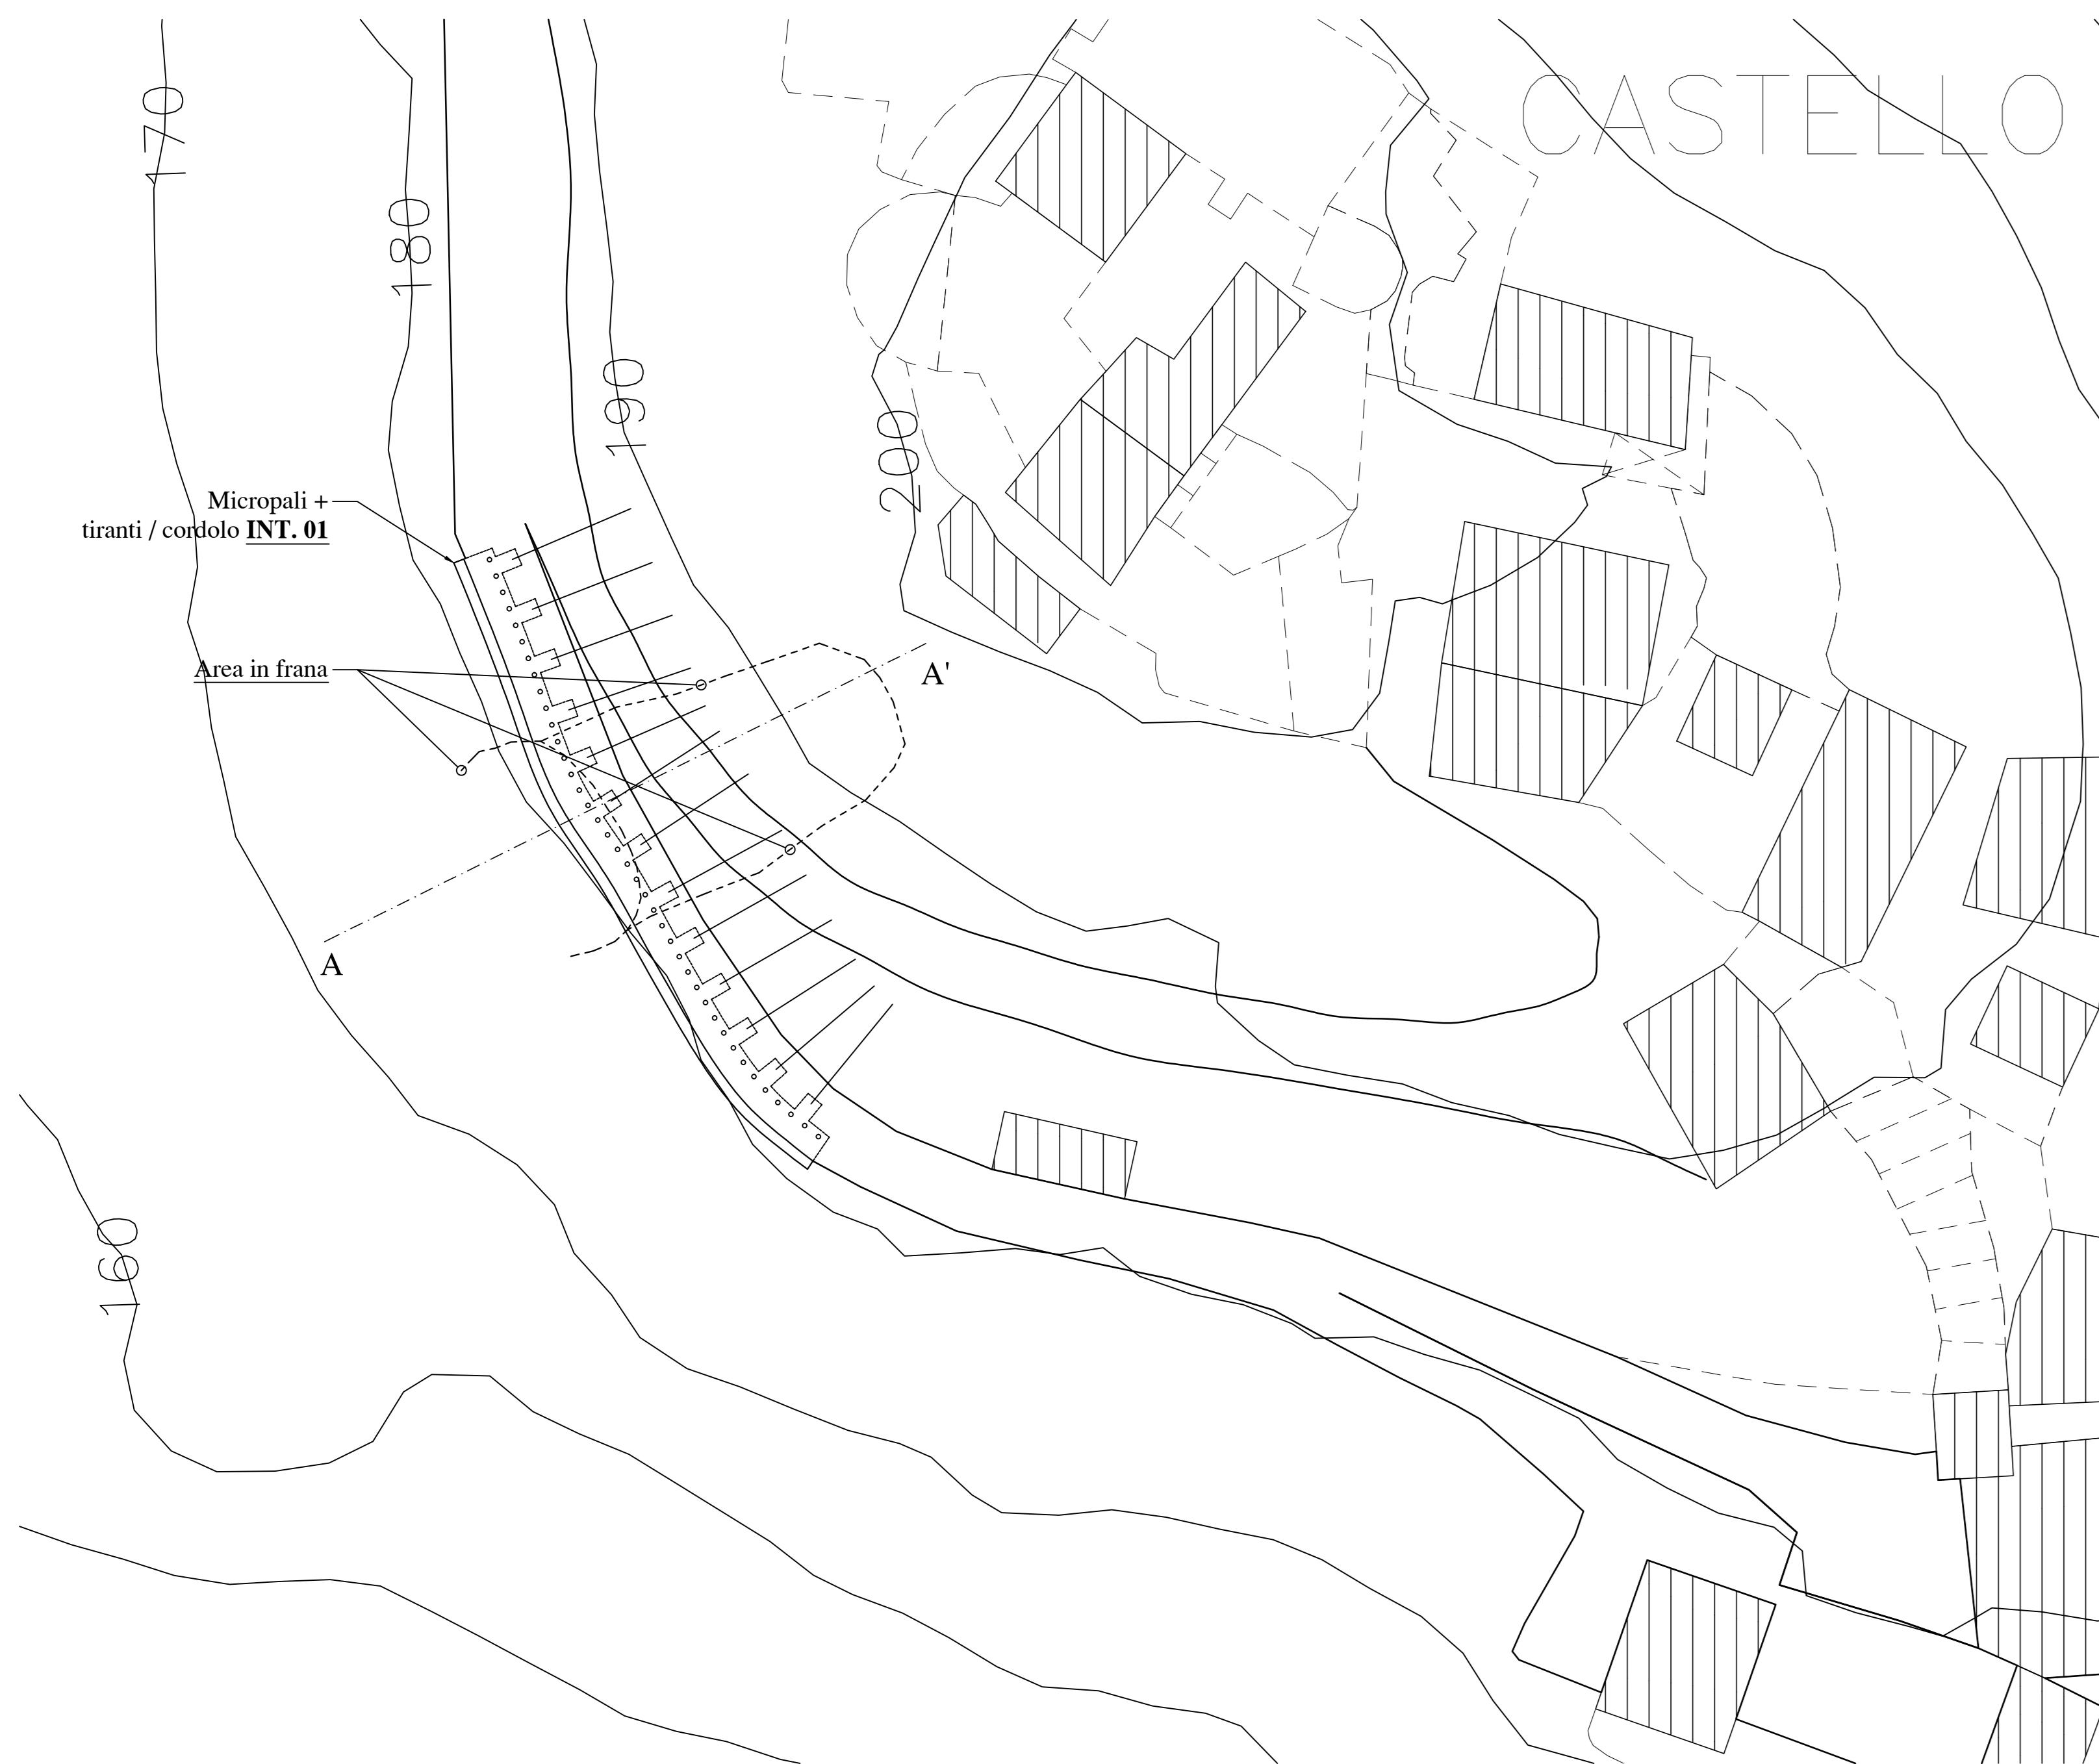 CASTELLO
170
180
190
200
Micropali +
tiranti / cordolo INT. 01
Area in frana
A'
A
160